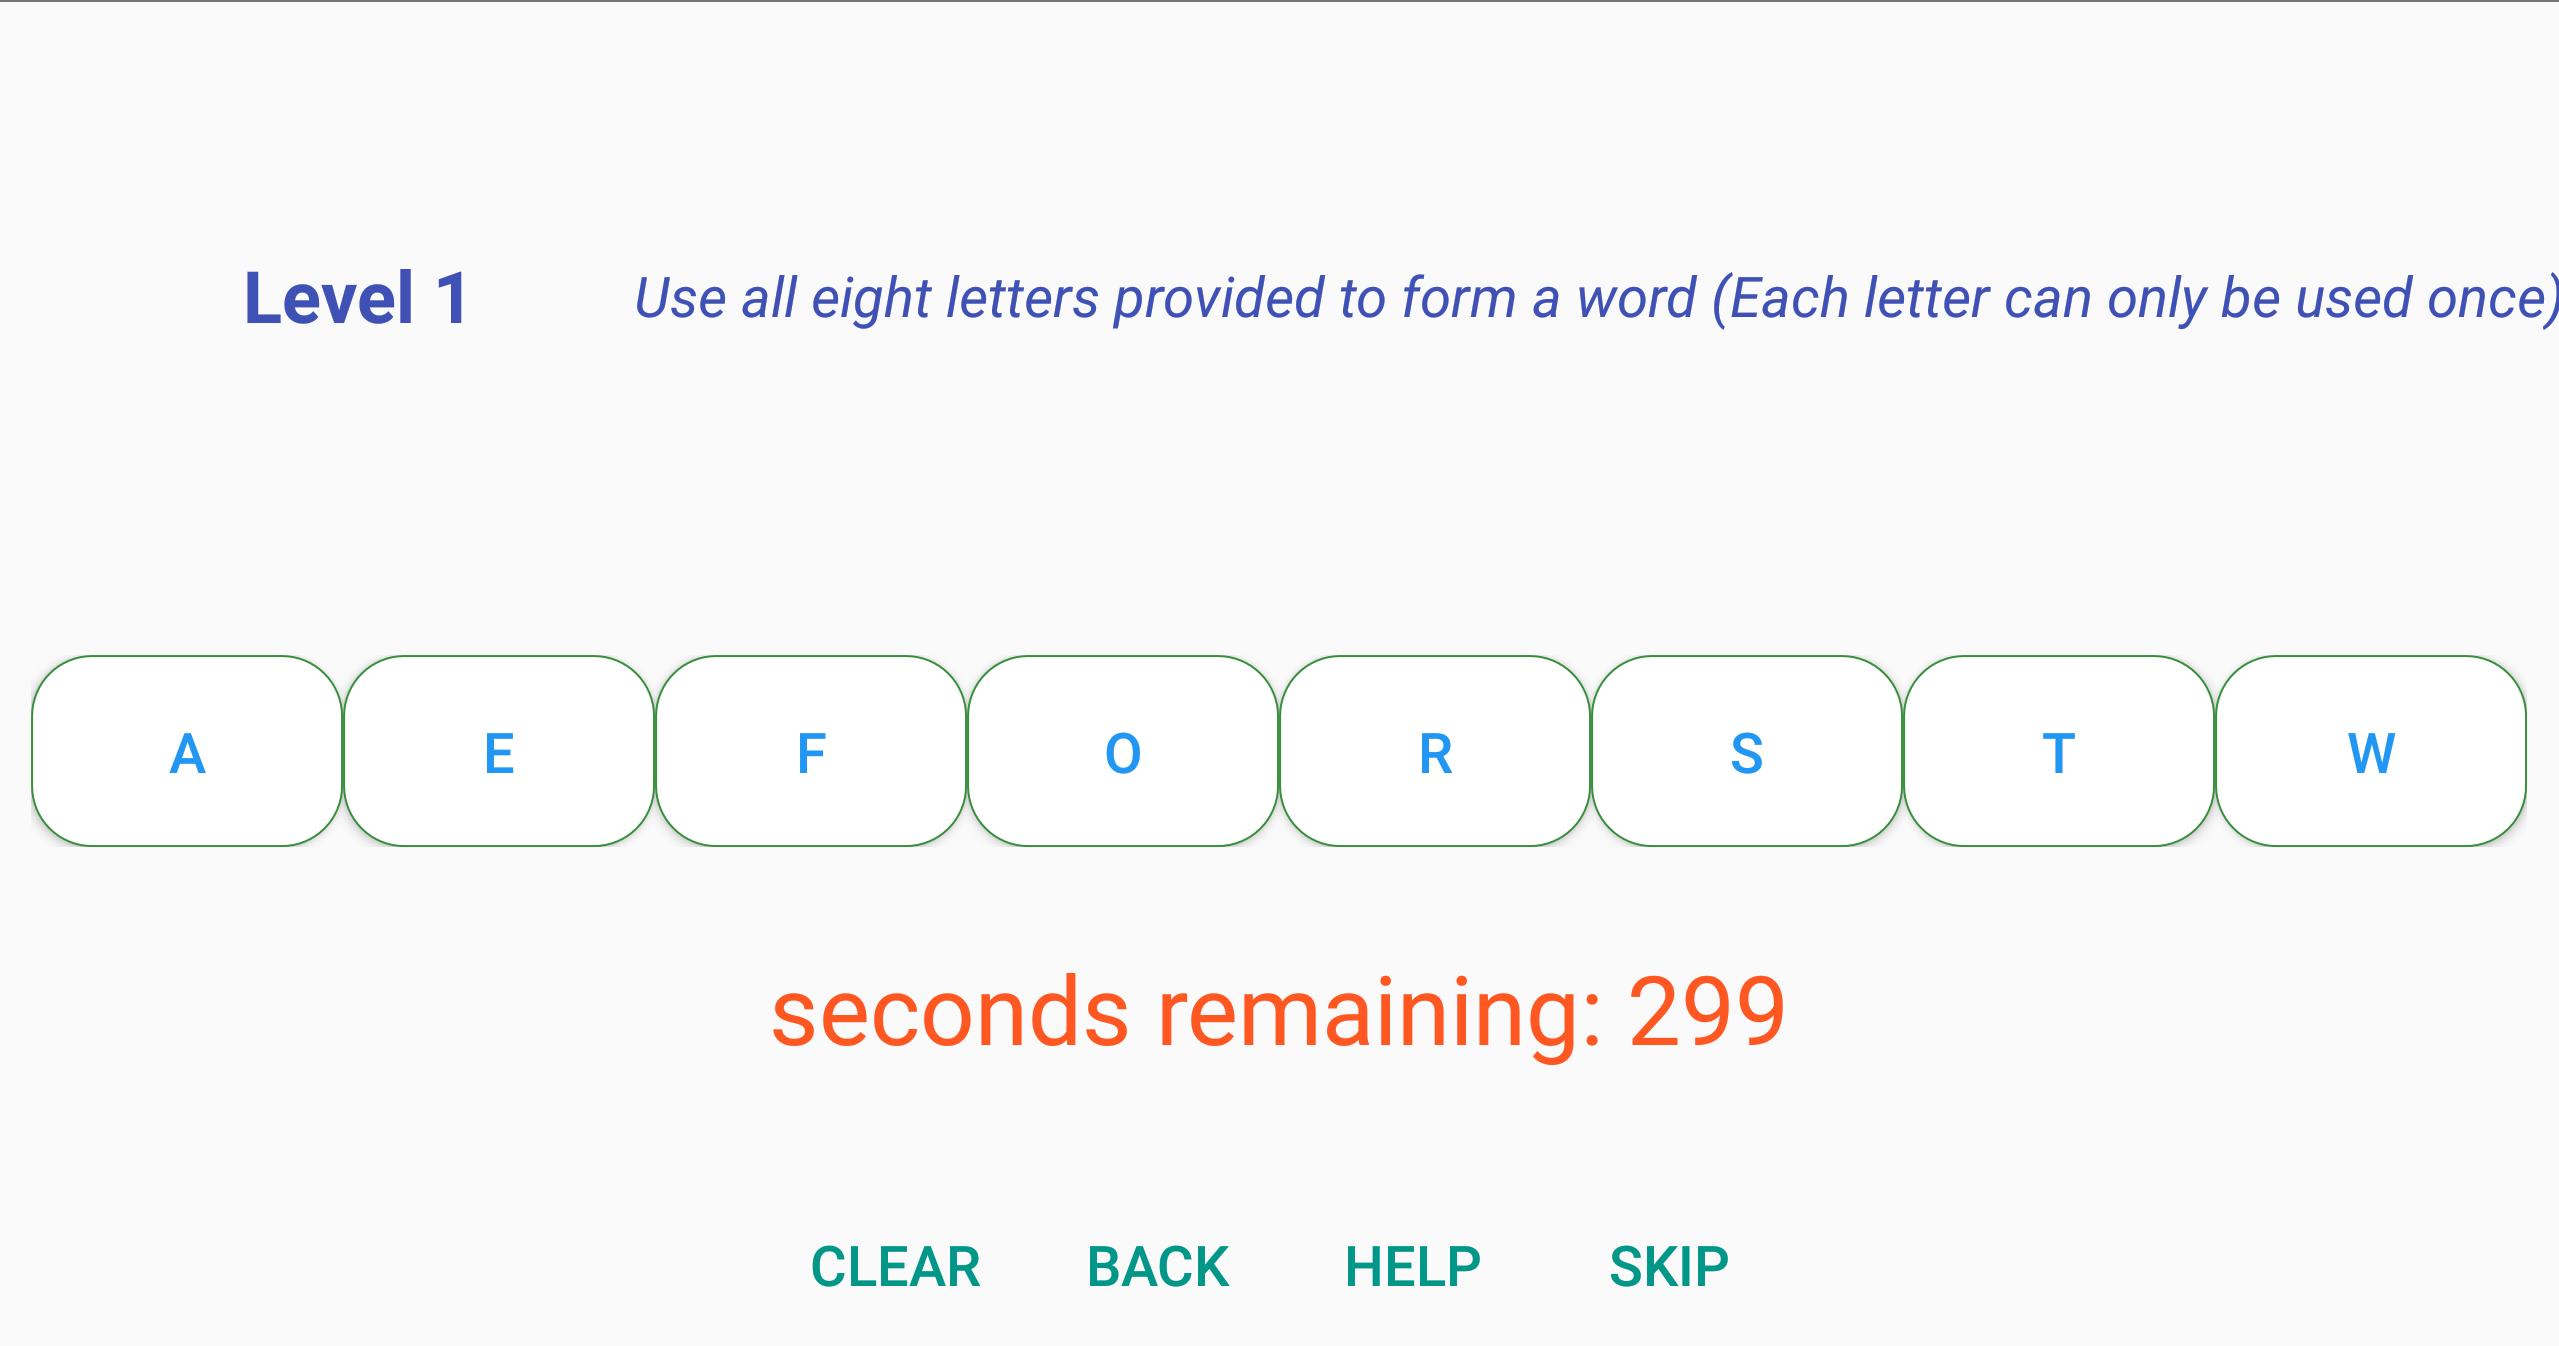 Level 1
Use all eight letters provided to form a word (Each letter can only be used once)
A E F O R S T W
seconds remaining: 299
CLEAR BACK HELP SKIP